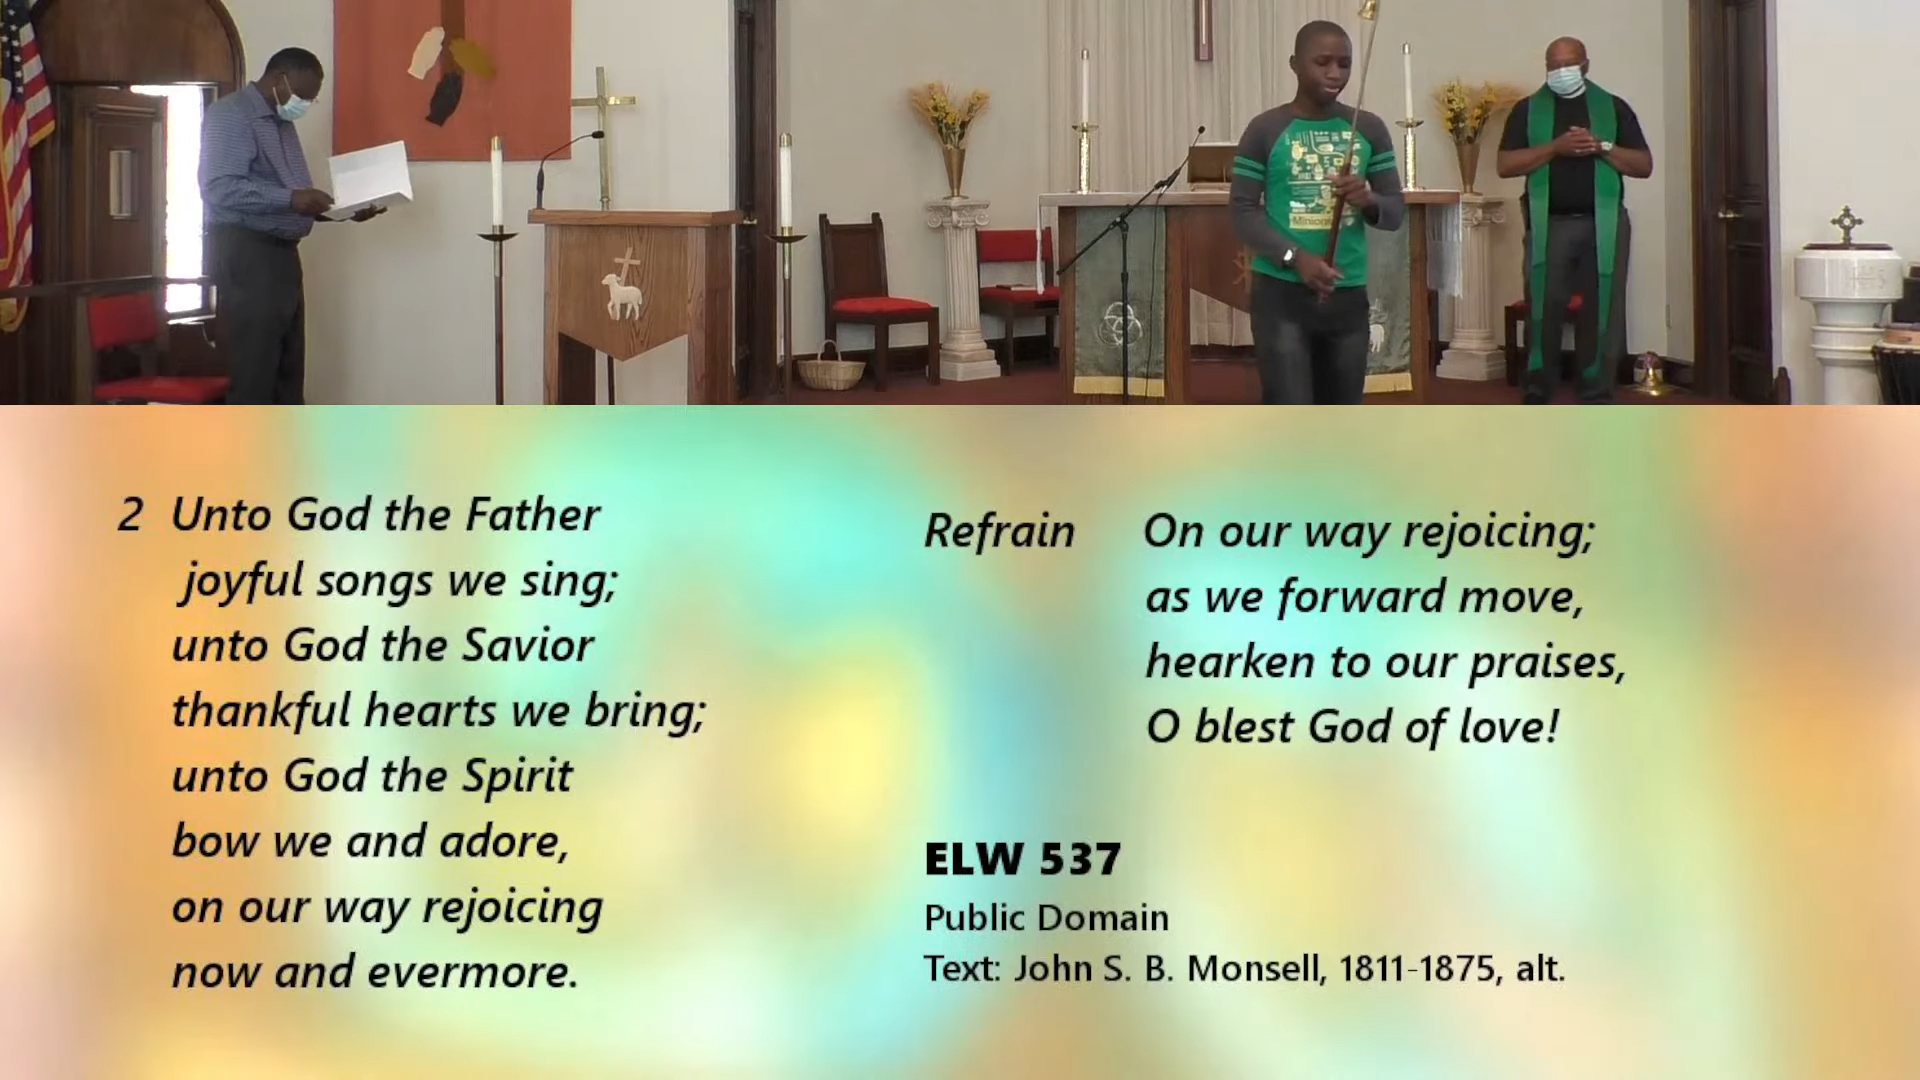 Minion
2 Unto God the Father
joyful songs we sing;
unto God the Savior
thankful hearts we bring;
unto God the Spirit
bow we and adore,
on our way rejoicing
now and evermore.
Refrain On our way rejoicing;
as we forward move,
hearken to our praises,
O blest God of love!
ELW 537
Public Domain
Text: John S. B. Monsell, 1811-1875, alt.